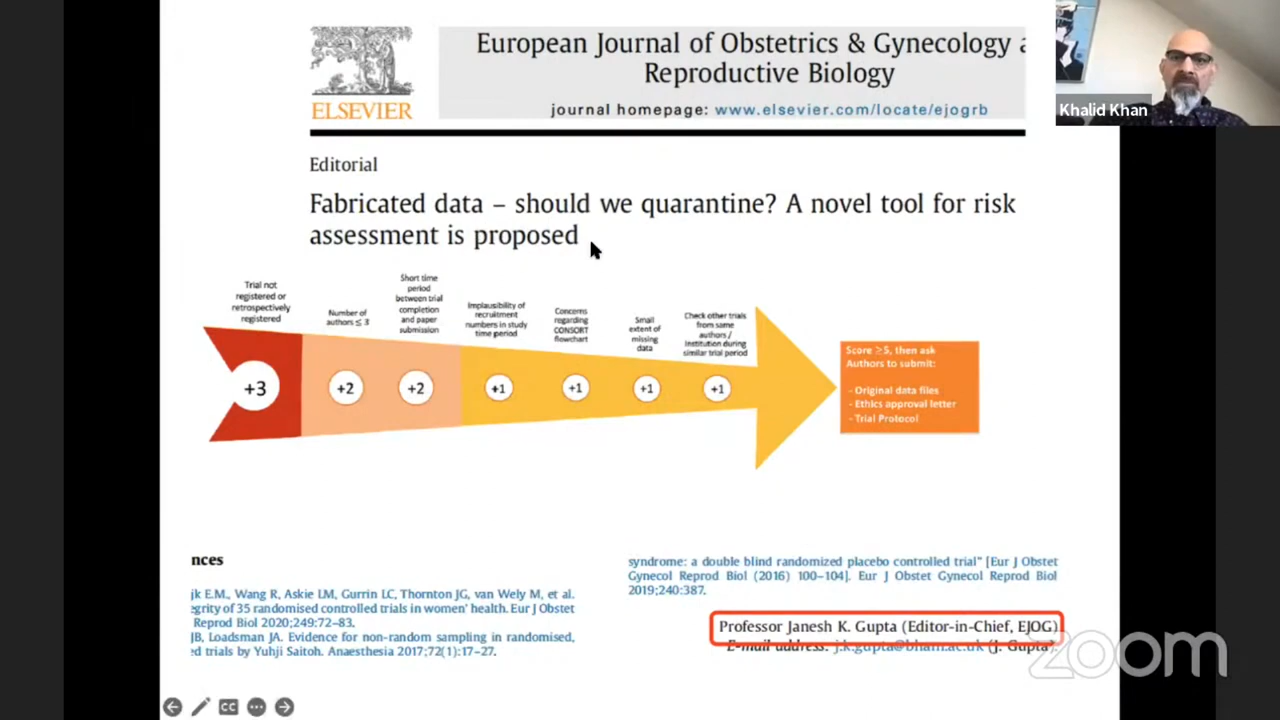 European Journal of Obstetrics & Gynecology a
Reproductive Biology
ELSEVIER
journal homepage: www.elsevier.com/locate/ejogrb
Khalid Khan
Editorial
Fabricated data – should we quarantine? A novel tool for risk
assessment is proposed
Trial not
registered or
retrospectively
registered
Number of
authors ≤ 3
Short time
period
between trial
completion
and paper
submission
Implausibility of
recruitment
numbers in study
time period
Concerns
regarding
CONSORT
flowchart
Small
extent of
missing
data
Check other trials
from same
authors /
Institution during
similar trial period
+3
+2
+2
+1
+1
+1
+1
Score ≥5, then ask
Authors to submit:
- Original data files
- Ethics approval letter
- Trial Protocol
nces
jk E.M., Wang R, Askie LM, Gurrin LC, Thornton JG, van Wely M, et al.
egrity of 35 randomised controlled trials in women' health. Eur J Obstet
Reprod Biol 2020;249:72–83.
JB, Loadsman JA. Evidence for non-random sampling in randomised,
ed trials by Yuhji Saitoh. Anaesthesia 2017;72(1):17–27.
syndrome: a double blind randomized placebo controlled trial" [Eur J Obstet
Gynecol Reprod Biol (2016) 100–104]. Eur J Obstet Gynecol Reprod Biol
2019;240:387.
Professor Janesh K. Gupta (Editor-in-Chief, EJOG)
E-mail address: j.k.gupta@bham.ac.uk (J. Gupta).
CC
zoom